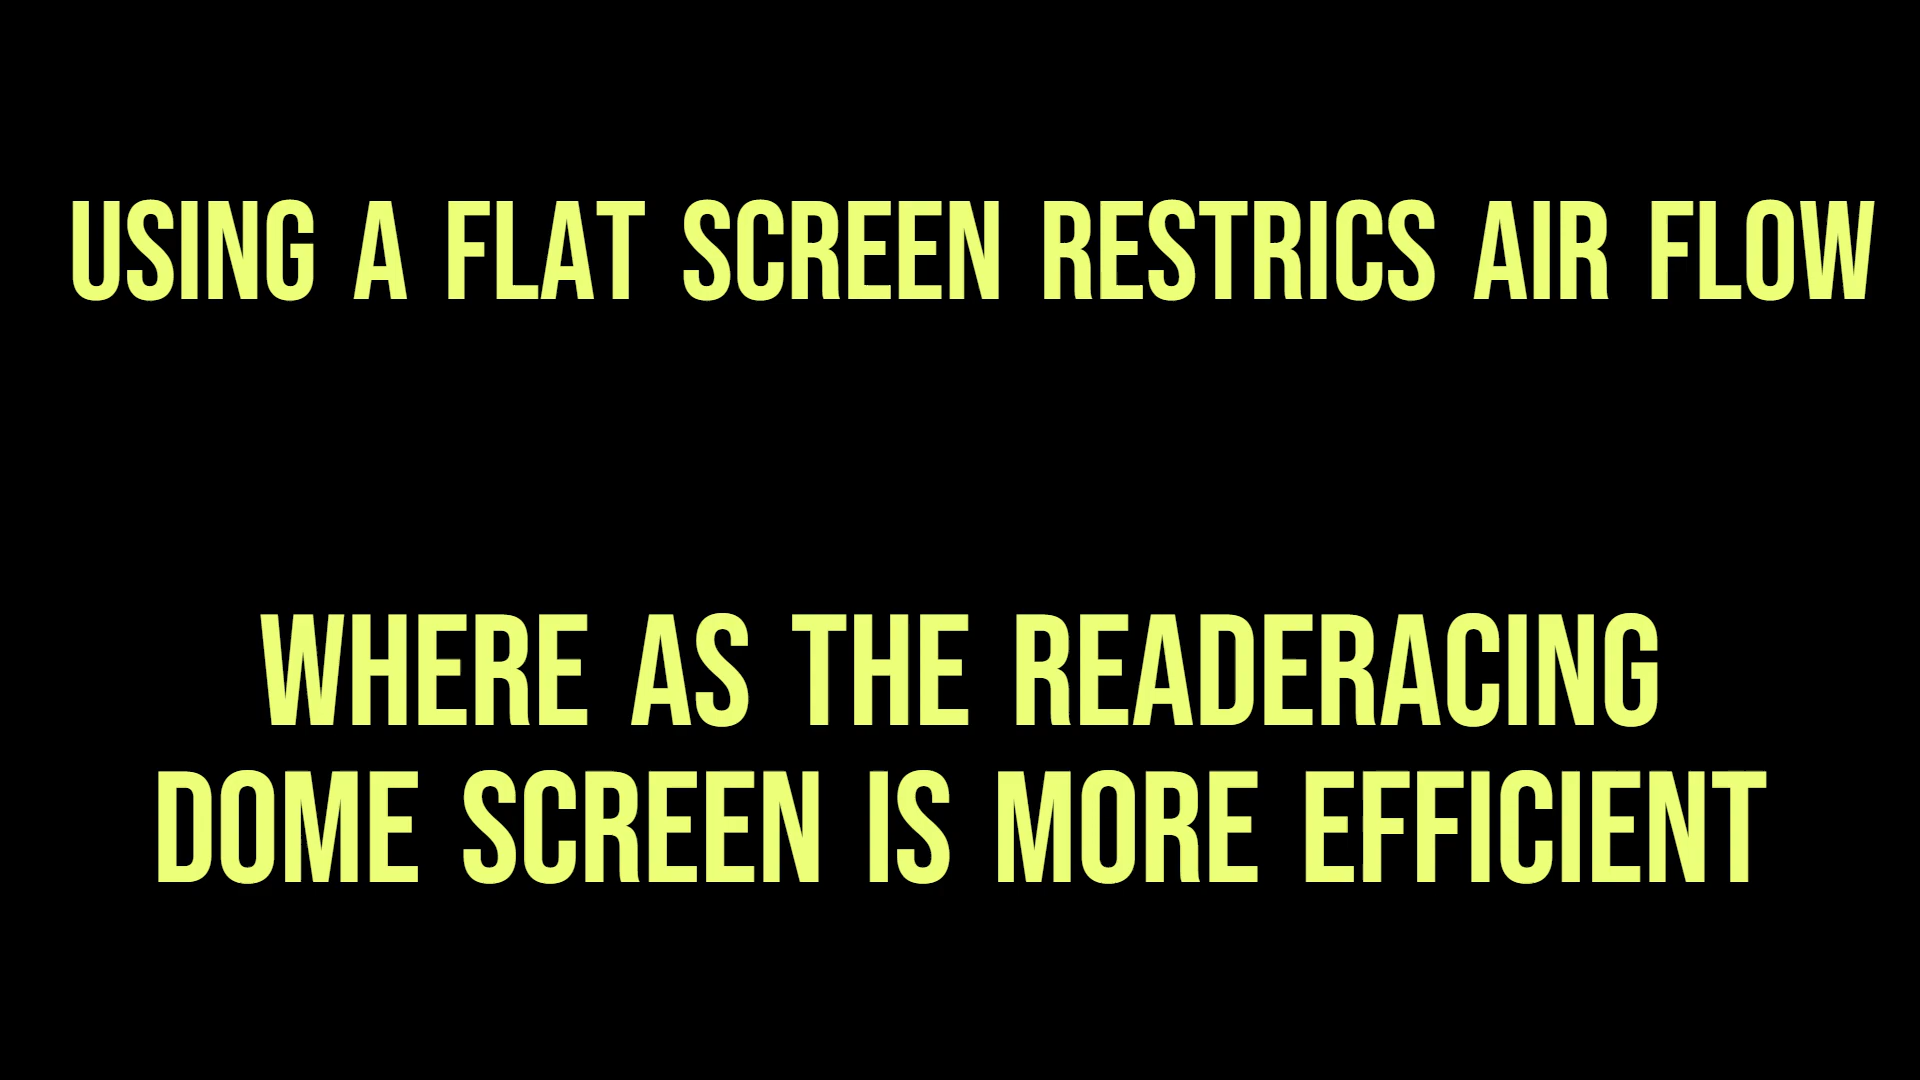 USING A FLAT SCREEN RESTRICS AIR FLOW
WHERE AS THE READERACING
DOME SCREEN IS MORE EFFICIENT